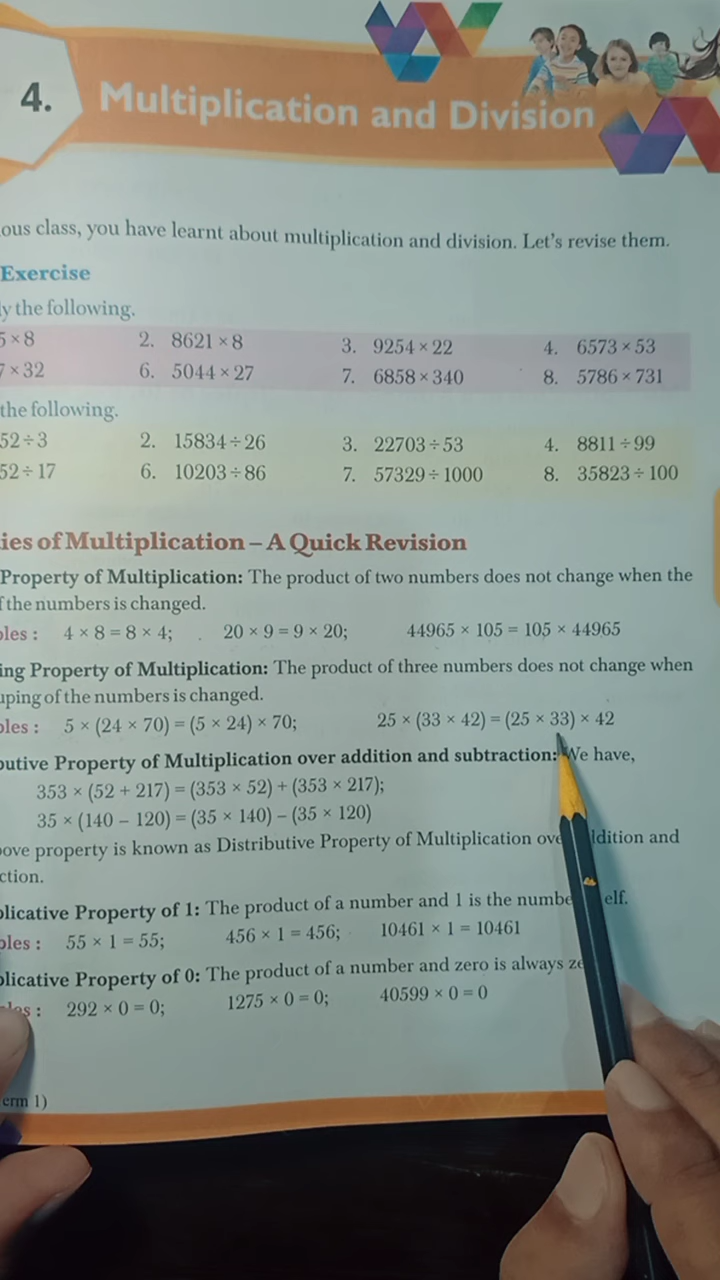 4. Multiplication and Division
ous class, you have learnt about multiplication and division. Let's revise them.
Exercise
y the following.
5 × 8 2. 8621 × 8 3. 9254 × 22 4. 6573 × 53
7 × 32 6. 5044 × 27 7. 6858 × 340 8. 5786 × 731
the following.
52 ÷ 3 2. 15834 ÷ 26 3. 22703 ÷ 53 4. 8811 ÷ 99
52 ÷ 17 6. 10203 ÷ 86 7. 57329 ÷ 1000 8. 35823 ÷ 100
ies of Multiplication – A Quick Revision
Property of Multiplication: The product of two numbers does not change when the
f the numbers is changed.
les : 4 × 8 = 8 × 4; 20 × 9 = 9 × 20; 44965 × 105 = 105 × 44965
ing Property of Multiplication: The product of three numbers does not change when
uping of the numbers is changed.
oles : 5 × (24 × 70) = (5 × 24) × 70; 25 × (33 × 42) = (25 × 33) × 42
outive Property of Multiplication over addition and subtraction: We have,
353 × (52 + 217) = (353 × 52) + (353 × 217);
35 × (140 – 120) = (35 × 140) – (35 × 120)
ove property is known as Distributive Property of Multiplication ove ddition and
ction.
plicative Property of 1: The product of a number and 1 is the numbe elf.
ples : 55 × 1 = 55; 456 × 1 = 456; 10461 × 1 = 10461
plicative Property of 0: The product of a number and zero is always ze
les : 292 × 0 = 0; 1275 × 0 = 0; 40599 × 0 = 0
erm 1)